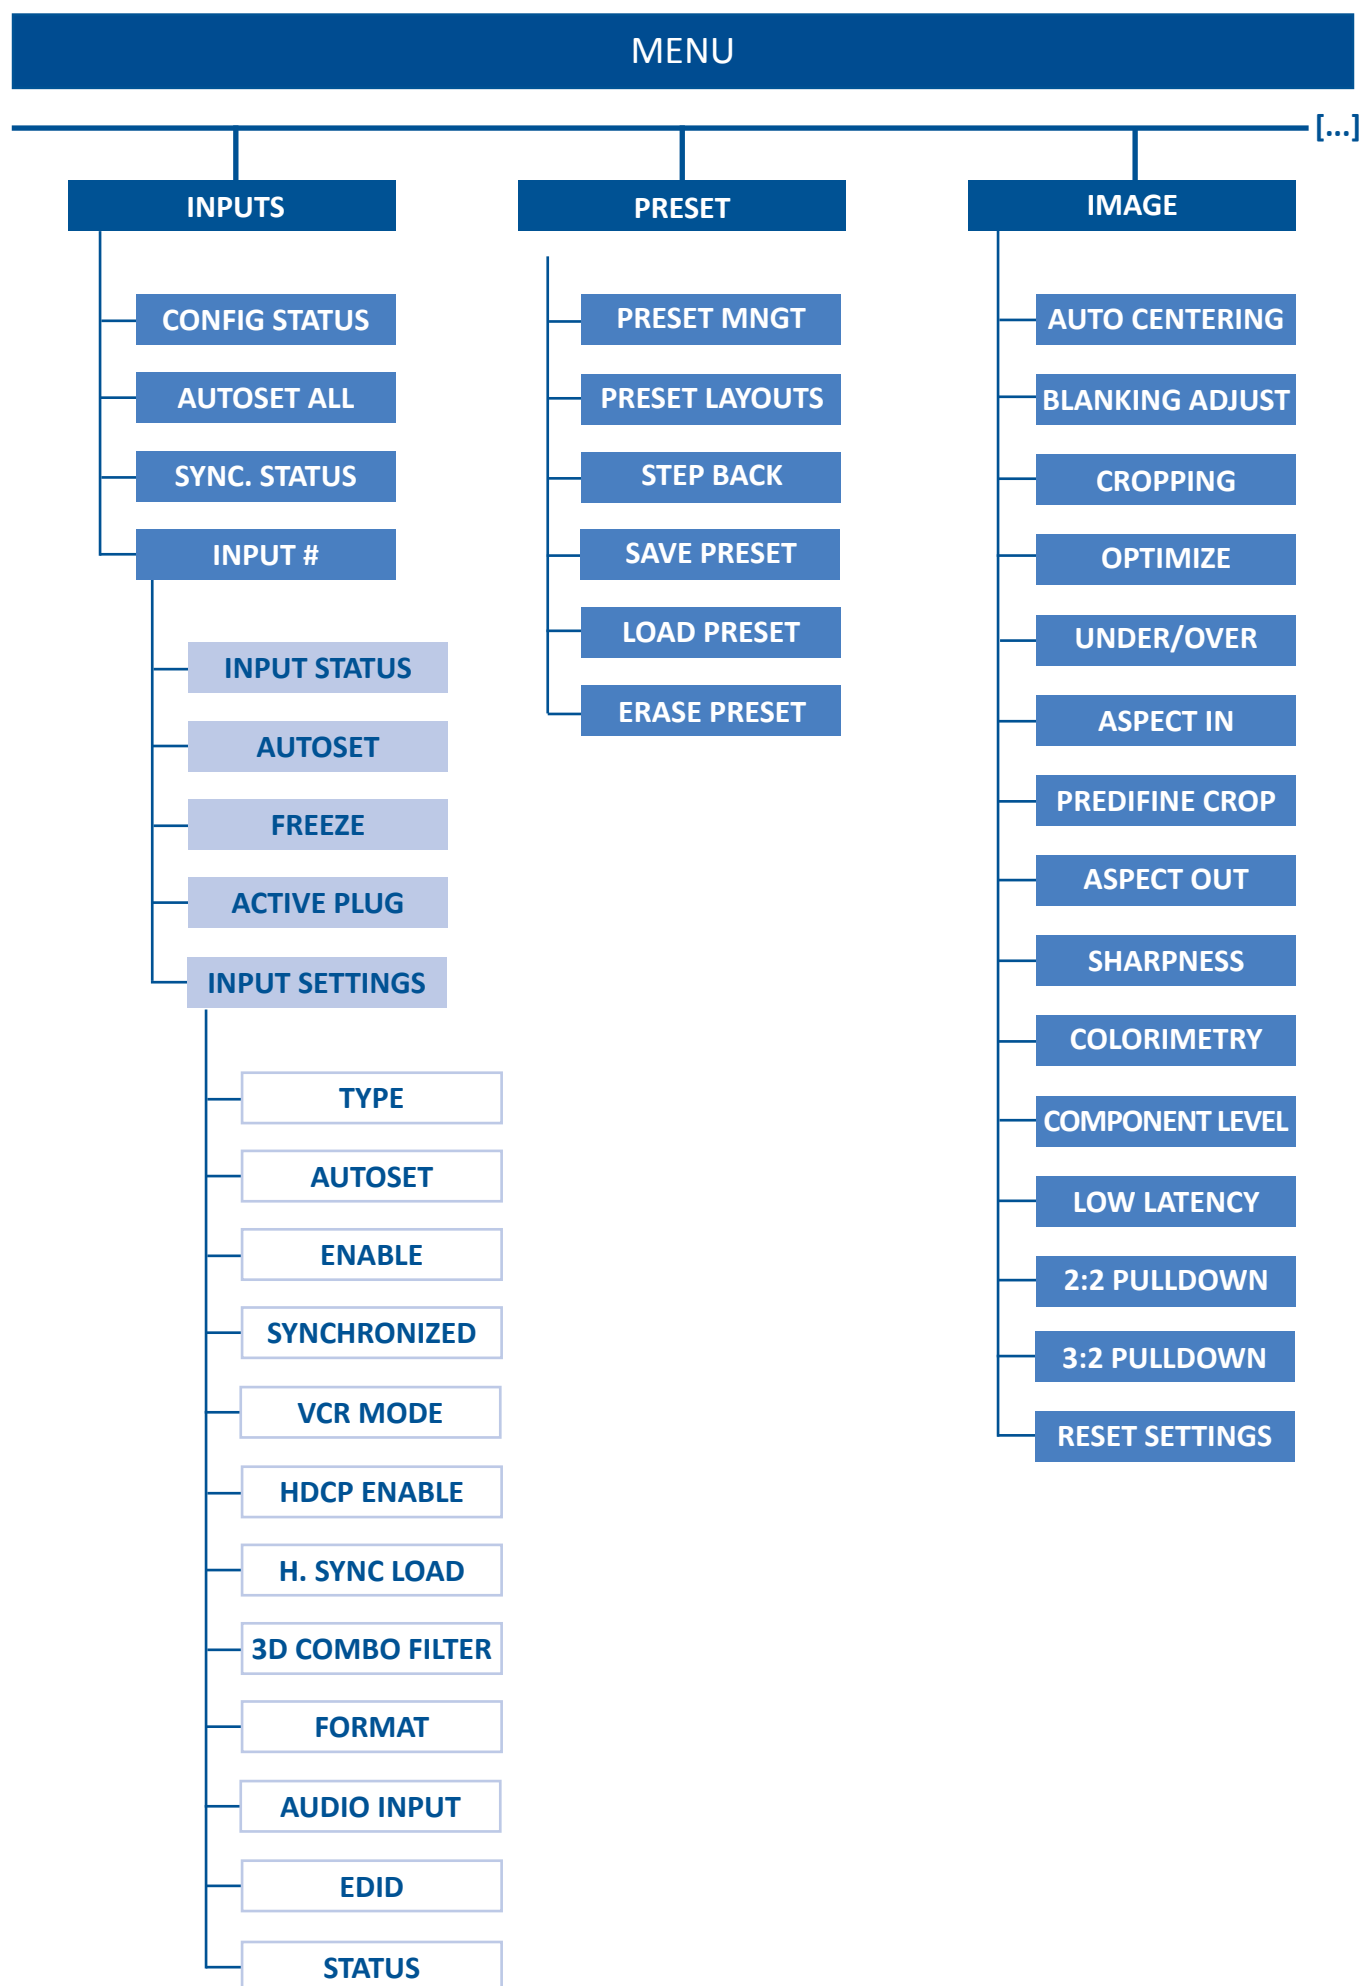 MENU
[...]
INPUTS
CONFIG STATUS
AUTOSET ALL
SYNC. STATUS
INPUT #
INPUT STATUS
AUTOSET
FREEZE
ACTIVE PLUG
INPUT SETTINGS
TYPE
AUTOSET
ENABLE
SYNCHRONIZED
VCR MODE
HDCP ENABLE
H. SYNC LOAD
3D COMBO FILTER
FORMAT
AUDIO INPUT
EDID
STATUS
PRESET
PRESET MNGT
PRESET LAYOUTS
STEP BACK
SAVE PRESET
LOAD PRESET
ERASE PRESET
IMAGE
AUTO CENTERING
BLANKING ADJUST
CROPPING
OPTIMIZE
UNDER/OVER
ASPECT IN
PREDIFINE CROP
ASPECT OUT
SHARPNESS
COLORIMETRY
COMPONENT LEVEL
LOW LATENCY
2:2 PULLDOWN
3:2 PULLDOWN
RESET SETTINGS